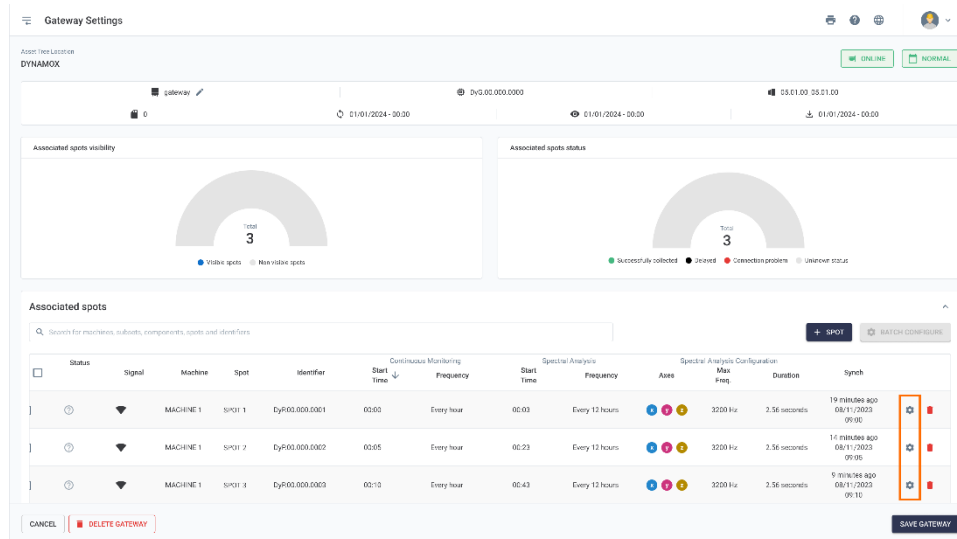 Gateway Settings
Asset Tree Location
DYNAMOX
ONLINE
NORMAL
gateway
DyG.00.000.0000
05.01.00 05.01.00
0
01/01/2024 - 00:00
01/01/2024 - 00:00
01/01/2024 - 00:00
Associated spots visibility
Total
3
Visible spots
Non visible spots
Associated spots status
Total
3
Successfully collected
Delayed
Connection problem
Unknown status
Associated spots
Search for machines, subsets, components, spots and identifiers
+ SPOT
BATCH CONFIGURE
Continuous Monitoring
Spectral Analysis
Spectral Analysis Configuration
Status
Signal
Machine
Spot
Identifier
Start Time
Frequency
Start Time
Frequency
Axes
Max Freq.
Duration
Synch
MACHINE 1 SPOT 1 DyP.00.000.0001 00:00 Every hour 00:03 Every 12 hours x y z 3200 Hz 2.56 seconds
19 minutes ago
08/11/2023
09:00
MACHINE 1 SPOT 2 DyP.00.000.0002 00:05 Every hour 00:23 Every 12 hours x y z 3200 Hz 2.56 seconds
14 minutes ago
08/11/2023
09:05
MACHINE 1 SPOT 3 DyP.00.000.0003 00:10 Every hour 00:43 Every 12 hours x y z 3200 Hz 2.56 seconds
9 minutes ago
08/11/2023
09:10
CANCEL
DELETE GATEWAY
SAVE GATEWAY